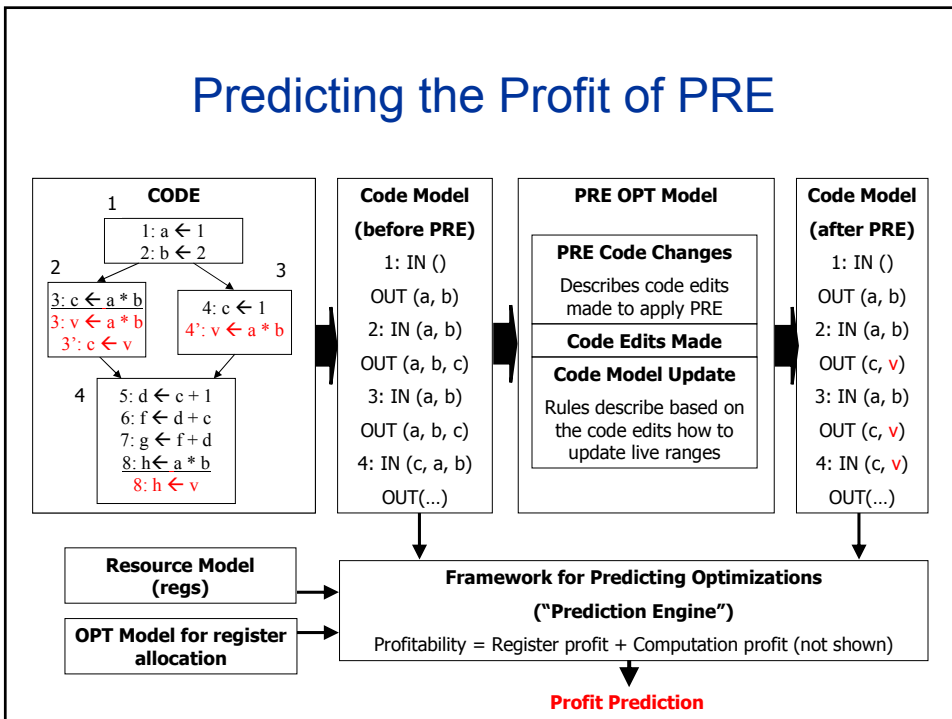 Predicting the Profit of PRE
CODE
1
1: a ← 1
2: b ← 2
2
3: c ← a * b
3: v ← a * b
3': c ← v
3
4: c ← 1
4': v ← a * b
4
5: d ← c + 1
6: f ← d + c
7: g ← f + d
8: h ← a * b
8: h ← v
Code Model
(before PRE)
1: IN ()
OUT (a, b)
2: IN (a, b)
OUT (a, b, c)
3: IN (a, b)
OUT (a, b, c)
4: IN (c, a, b)
OUT(...)
PRE OPT Model
PRE Code Changes
Describes code edits
made to apply PRE
Code Edits Made
Code Model Update
Rules describe based on
the code edits how to
update live ranges
Code Model
(after PRE)
1: IN ()
OUT (a, b)
2: IN (a, b)
OUT (c, v)
3: IN (a, b)
OUT (c, v)
4: IN (c, v)
OUT(...)
Resource Model
(regs)
OPT Model for register
allocation
Framework for Predicting Optimizations
("Prediction Engine")
Profitability = Register profit + Computation profit (not shown)
Profit Prediction